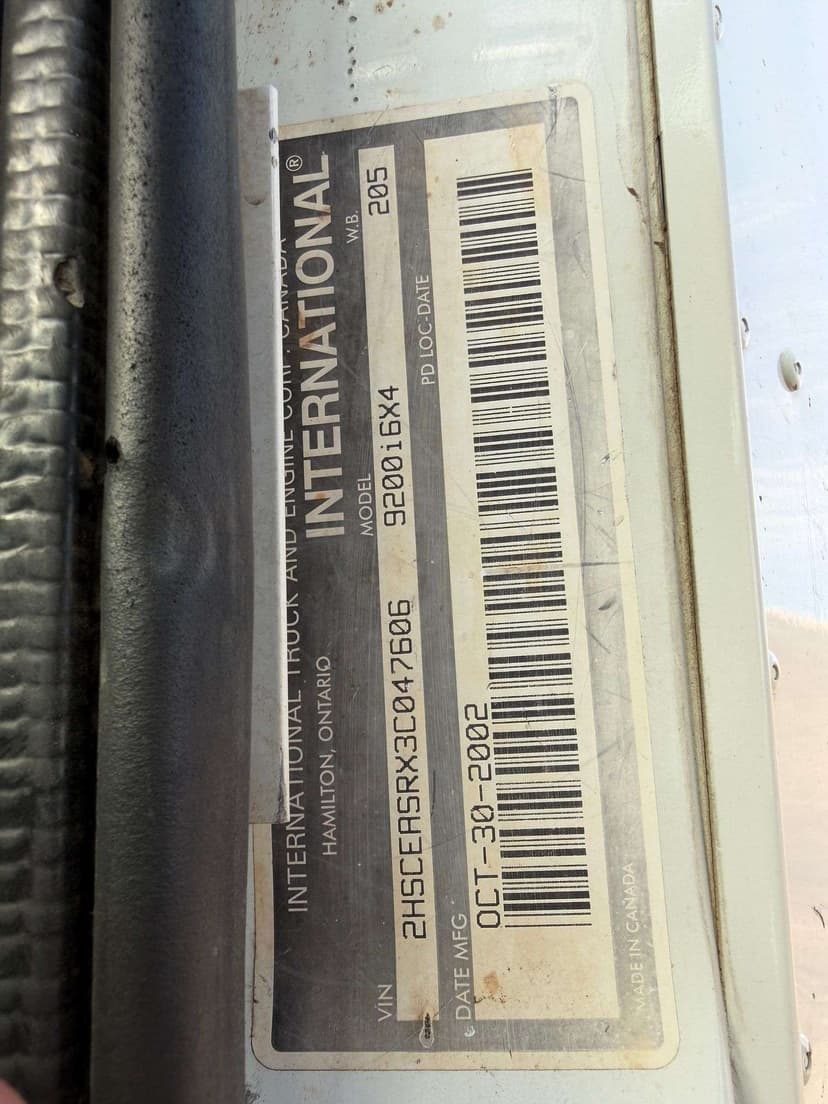 INTERNATIONAL TRUCK AND ENGINE CORP. CANADA
HAMILTON, ONTARIO
INTERNATIONAL®
VIN MODEL W.B.
2HSCEASRX3C047606 9200i6X4 205
DATE MFG PD LOC-DATE
OCT-30-2002
MADE IN CANADA